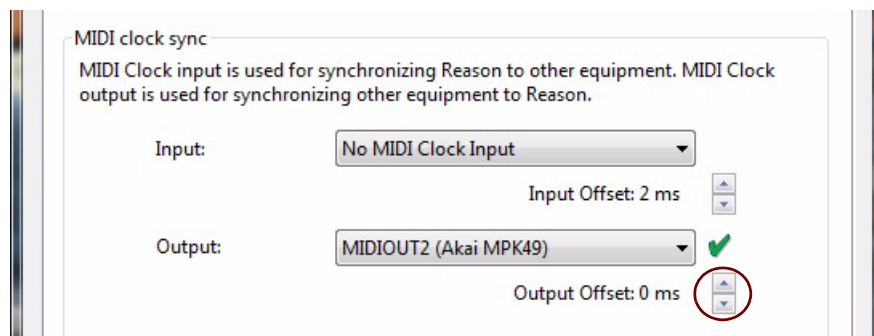 MIDI clock sync
MIDI Clock input is used for synchronizing Reason to other equipment. MIDI Clock
output is used for synchronizing other equipment to Reason.
Input: No MIDI Clock Input
Input Offset: 2 ms
Output: MIDIOUT2 (Akai MPK49)
Output Offset: 0 ms